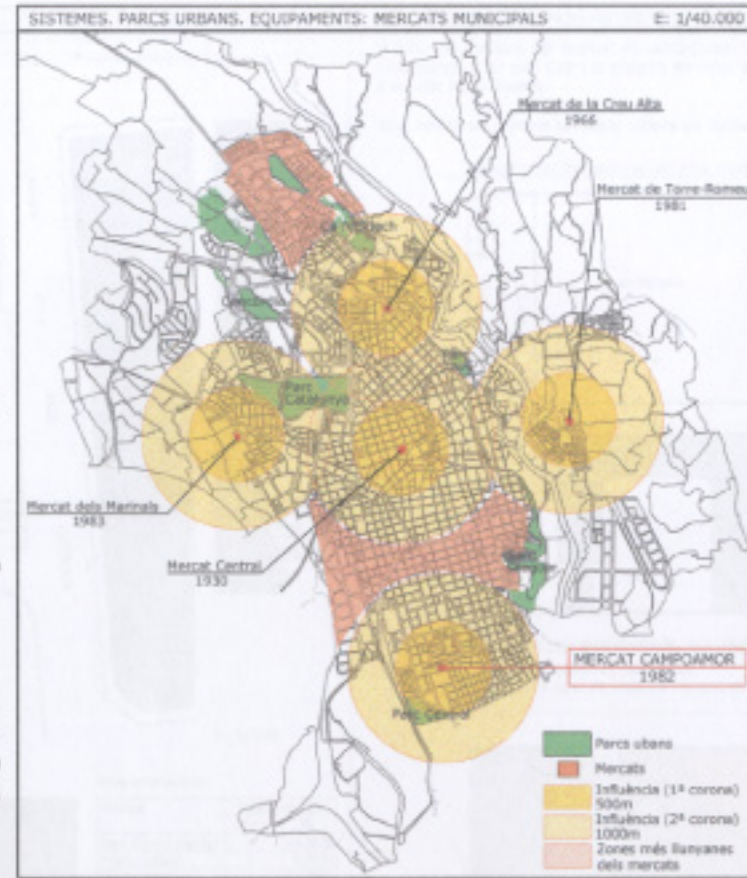 SISTEMES. PARCS URBANS. EQUIPAMENTS: MERCATS MUNICIPALS
E: 1/40.000
Mercat de la Creu Alta
1966
Mercat de Torre-Romeu
1981
Parc
Catalunya
Mercat dels Merinals
1983
Mercat Central
1930
MERCAT CAMPOAMOR
1982
Parc Central
Parcs ubans
Mercats
Influència (1ª corona)
500m
Influència (2ª corona)
1000m
Zones més llunyanes
dels mercats